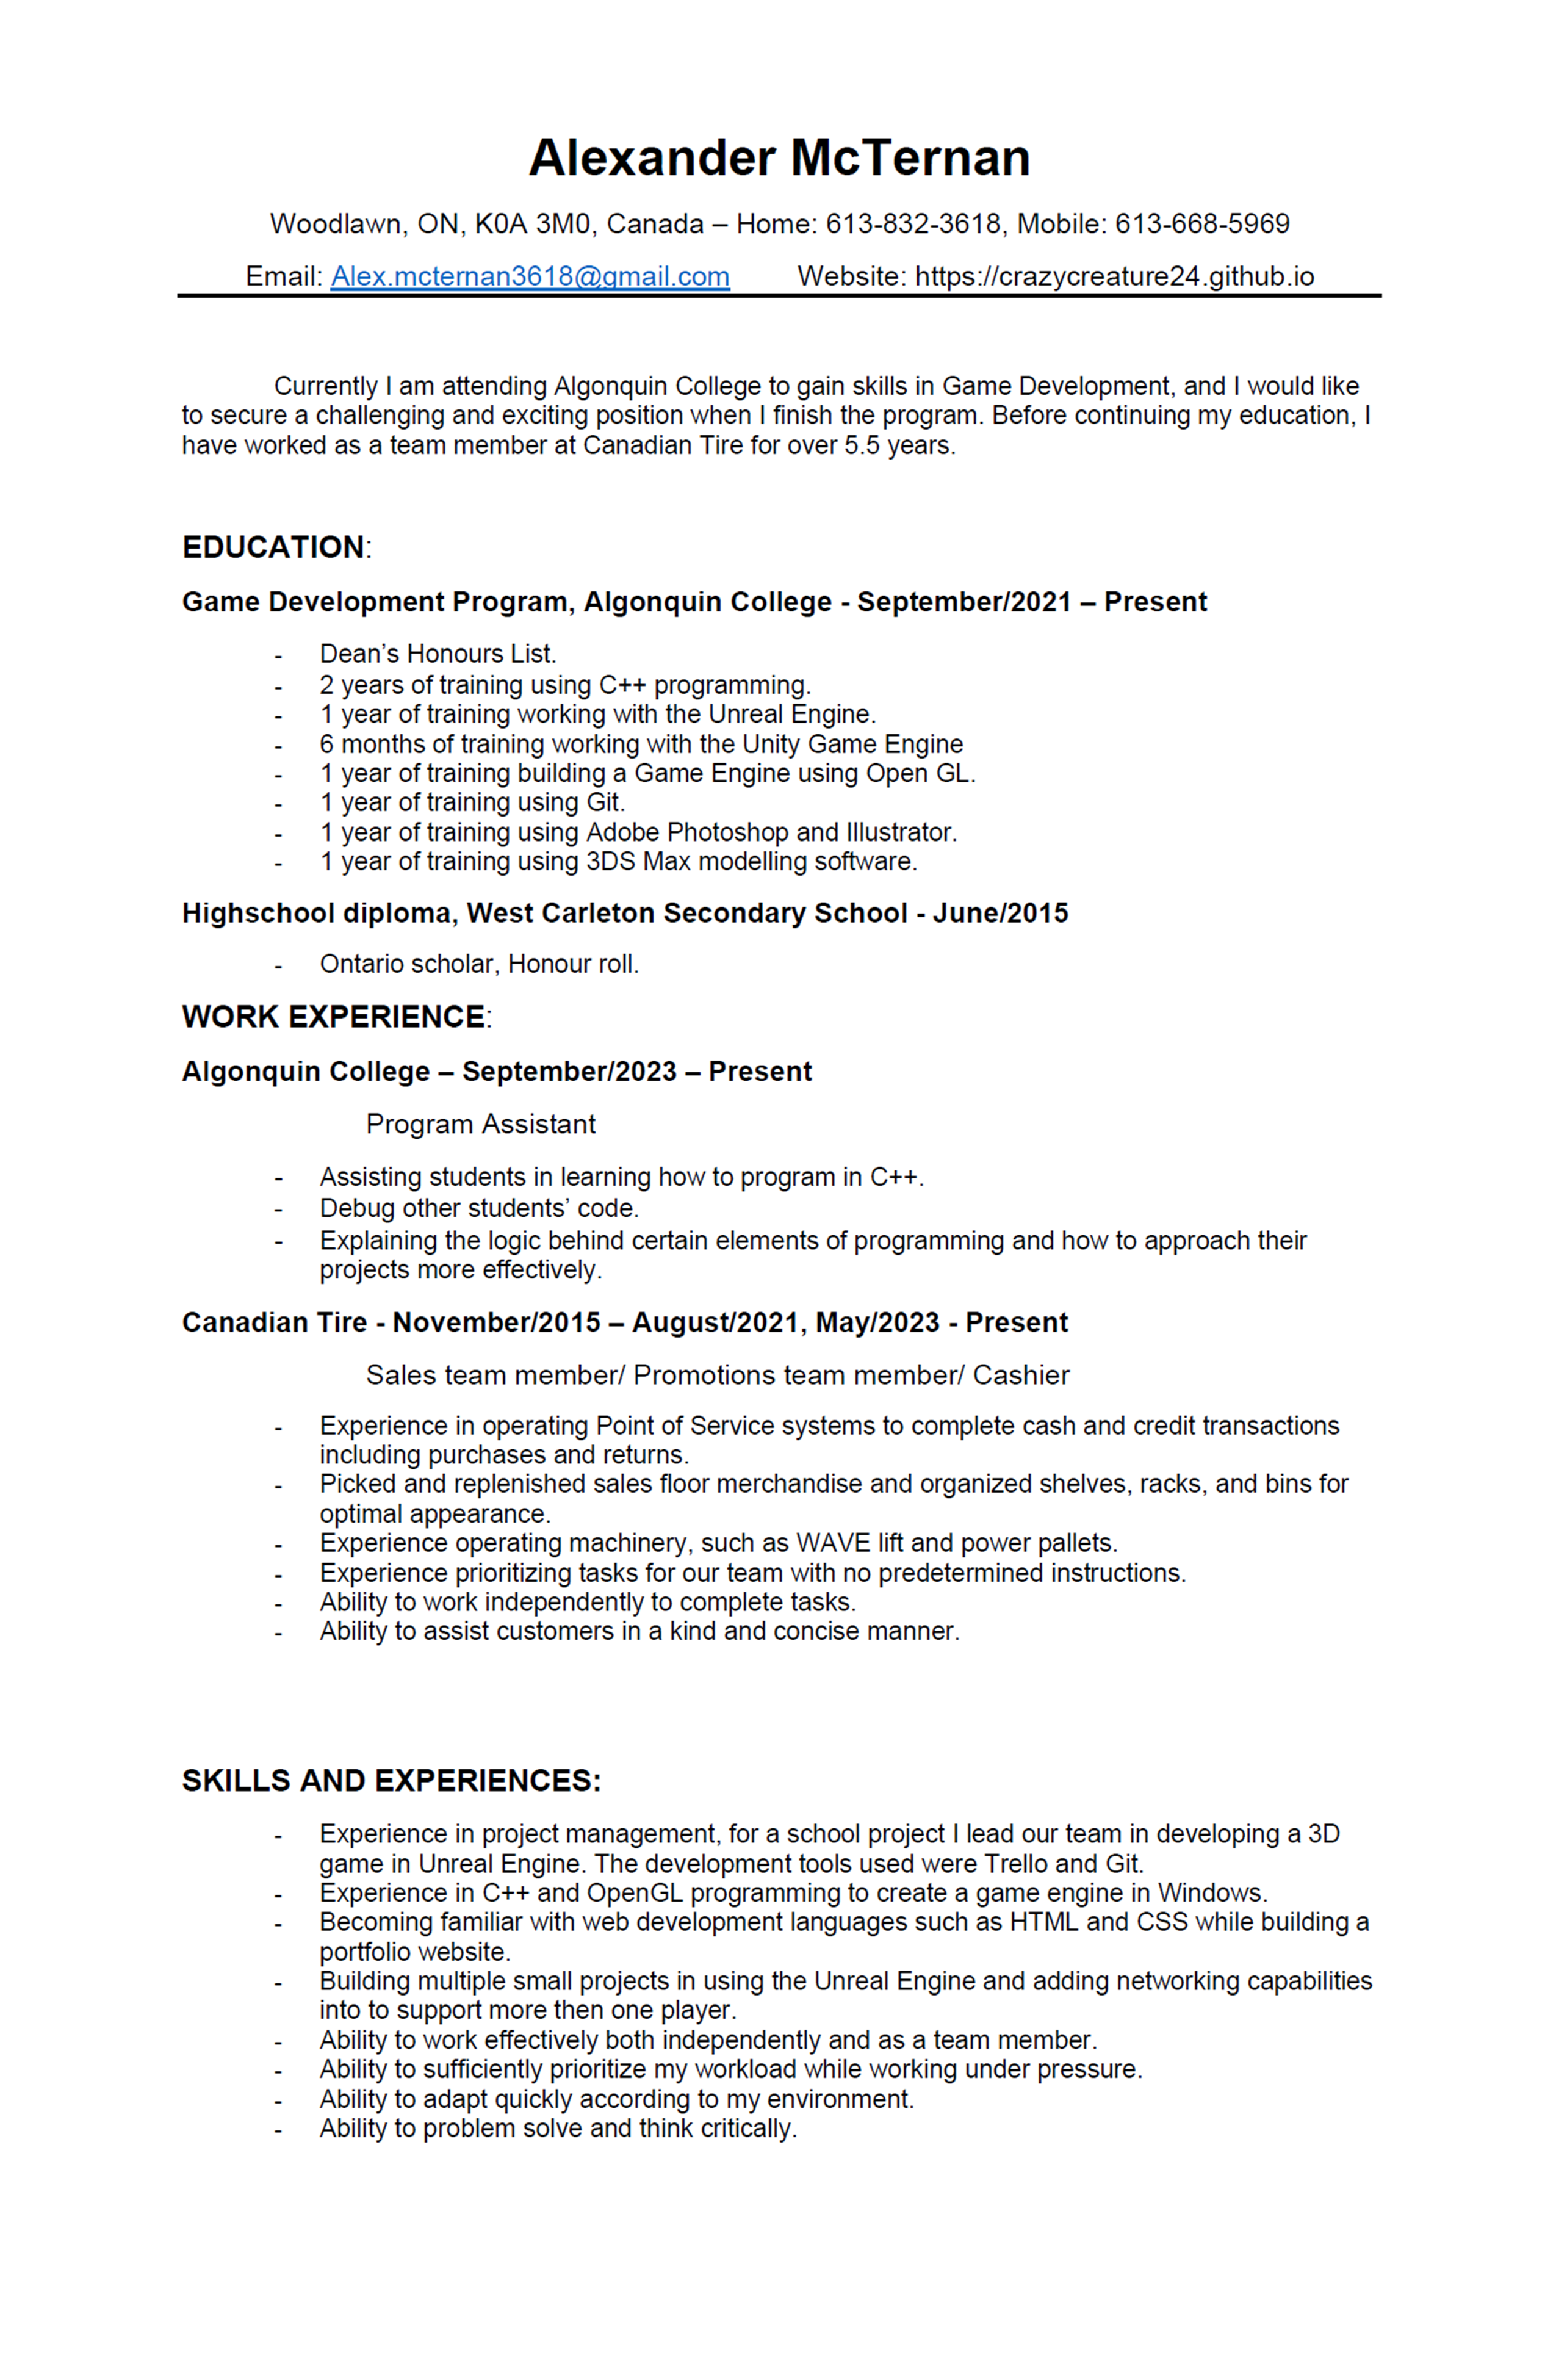 Alexander McTernan
Woodlawn, ON, K0A 3M0, Canada – Home: 613-832-3618, Mobile: 613-668-5969
Email: Alex.mcternan3618@gmail.com Website: https://crazycreature24.github.io
Currently I am attending Algonquin College to gain skills in Game Development, and I would like
to secure a challenging and exciting position when I finish the program. Before continuing my education, I
have worked as a team member at Canadian Tire for over 5.5 years.
EDUCATION:
Game Development Program, Algonquin College - September/2021 – Present
- Dean’s Honours List.
- 2 years of training using C++ programming.
- 1 year of training working with the Unreal Engine.
- 6 months of training working with the Unity Game Engine
- 1 year of training building a Game Engine using Open GL.
- 1 year of training using Git.
- 1 year of training using Adobe Photoshop and Illustrator.
- 1 year of training using 3DS Max modelling software.
Highschool diploma, West Carleton Secondary School - June/2015
- Ontario scholar, Honour roll.
WORK EXPERIENCE:
Algonquin College – September/2023 – Present
Program Assistant
- Assisting students in learning how to program in C++.
- Debug other students’ code.
- Explaining the logic behind certain elements of programming and how to approach their
projects more effectively.
Canadian Tire - November/2015 – August/2021, May/2023 - Present
Sales team member/ Promotions team member/ Cashier
- Experience in operating Point of Service systems to complete cash and credit transactions
including purchases and returns.
- Picked and replenished sales floor merchandise and organized shelves, racks, and bins for
optimal appearance.
- Experience operating machinery, such as WAVE lift and power pallets.
- Experience prioritizing tasks for our team with no predetermined instructions.
- Ability to work independently to complete tasks.
- Ability to assist customers in a kind and concise manner.
SKILLS AND EXPERIENCES:
- Experience in project management, for a school project I lead our team in developing a 3D
game in Unreal Engine. The development tools used were Trello and Git.
- Experience in C++ and OpenGL programming to create a game engine in Windows.
- Becoming familiar with web development languages such as HTML and CSS while building a
portfolio website.
- Building multiple small projects in using the Unreal Engine and adding networking capabilities
into to support more then one player.
- Ability to work effectively both independently and as a team member.
- Ability to sufficiently prioritize my workload while working under pressure.
- Ability to adapt quickly according to my environment.
- Ability to problem solve and think critically.